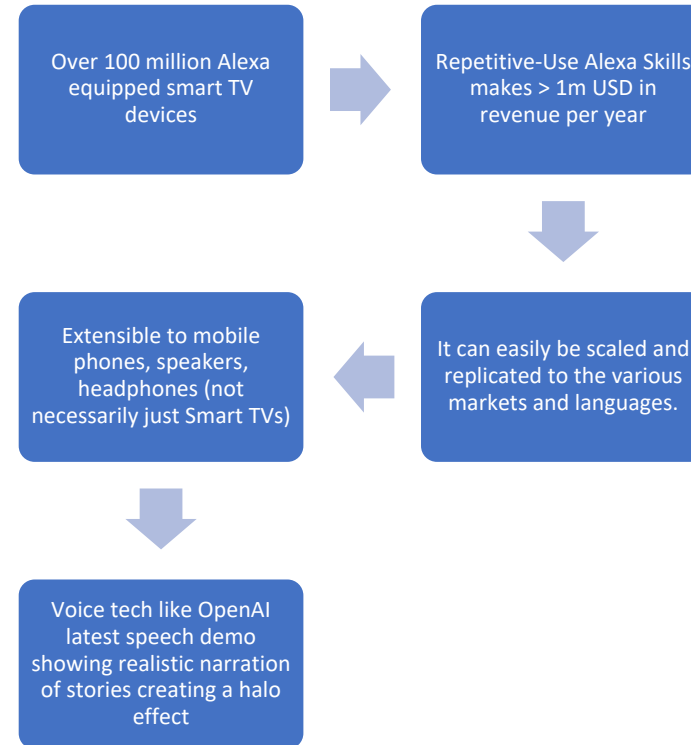 Over 100 million Alexa
equipped smart TV
devices
Repetitive-Use Alexa Skills
makes > 1m USD in
revenue per year
It can easily be scaled and
replicated to the various
markets and languages.
Extensible to mobile
phones, speakers,
headphones (not
necessarily just Smart TVs)
Voice tech like OpenAI
latest speech demo
showing realistic narration
of stories creating a halo
effect